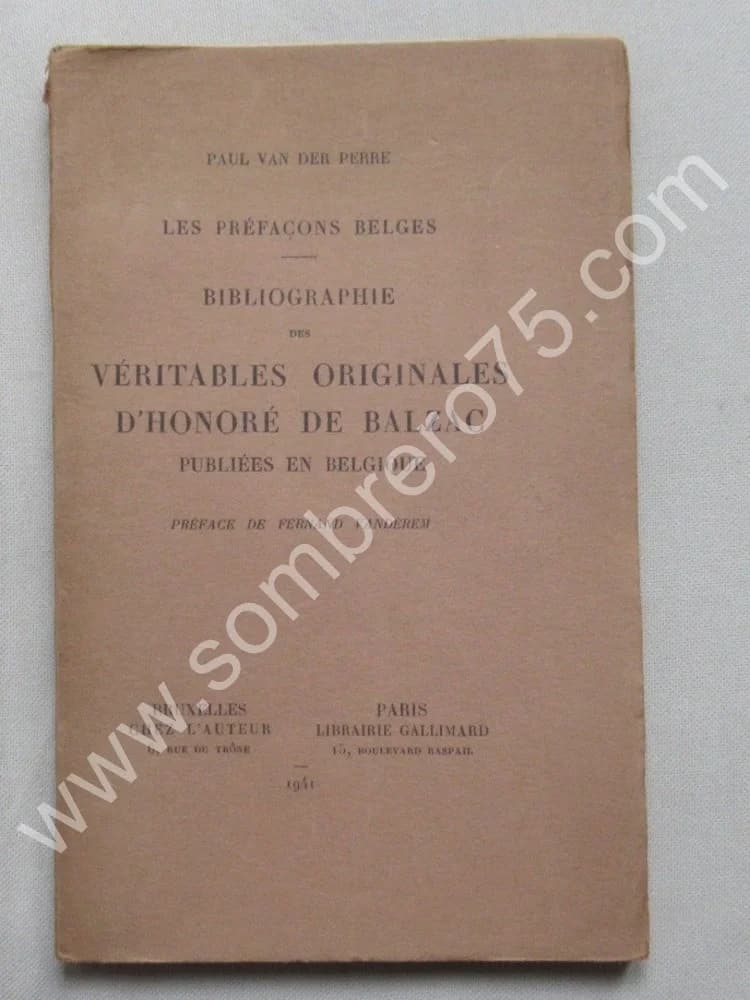 PAUL VAN DER PERRE
LES PRÉFAÇONS BELGES
BIBLIOGRAPHIE
DES
VÉRITABLES ORIGINALES
D'HONORÉ DE BALZAC
PUBLIÉES EN BELGIQUE
PRÉFACE DE FERNAND VANDÉREM
BRUXELLES
CHEZ L'AUTEUR
RUE DU TRÔNE
PARIS
LIBRAIRIE GALLIMARD
15, BOULEVARD RASPAIL
1941
www.sombrero75.com